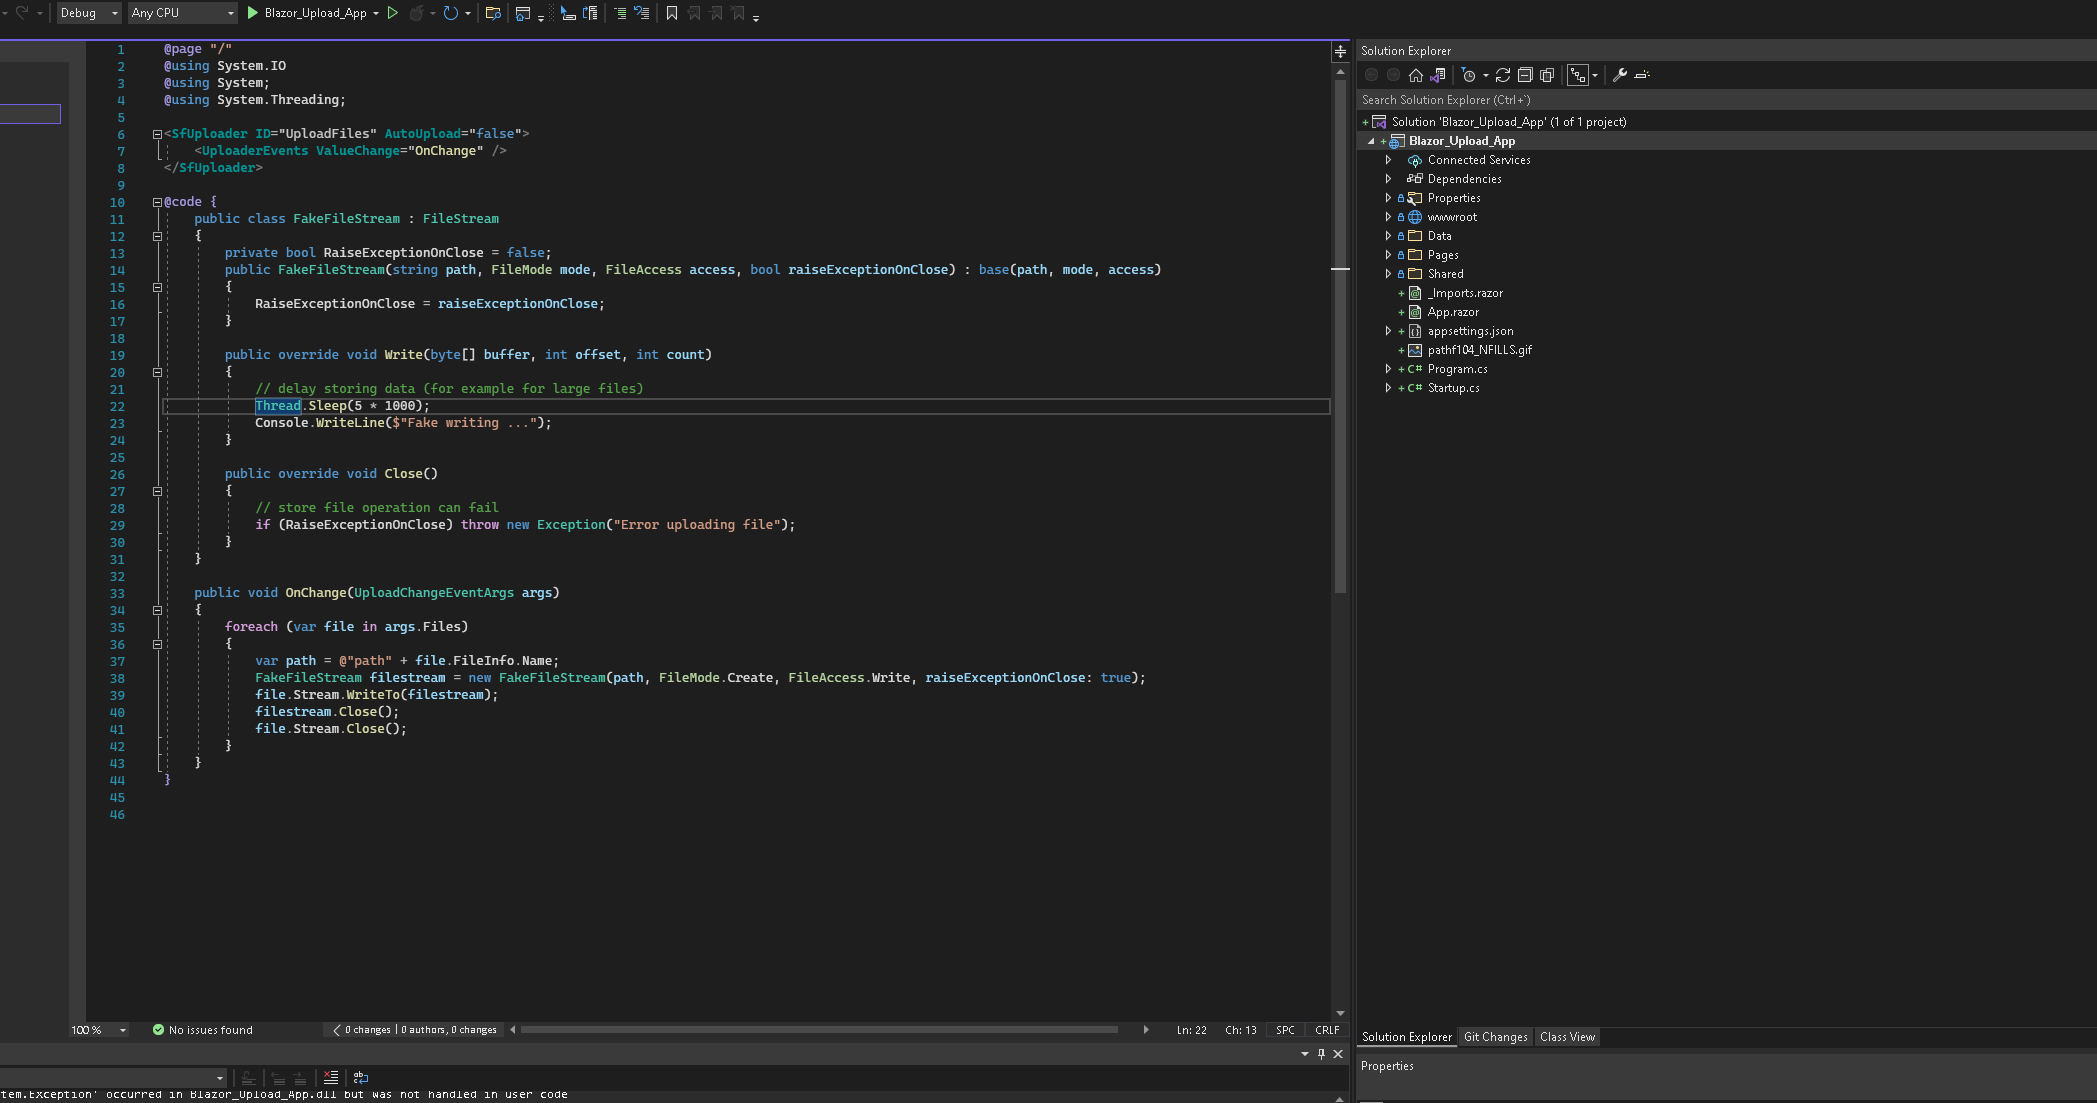 Debug Any CPU Blazor_Upload_App
1 @page "/"
2 @using System.IO
3 @using System;
4 @using System.Threading;
5
6 <SfUploader ID="UploadFiles" AutoUpload="false">
7 <UploaderEvents ValueChange="OnChange" />
8 </SfUploader>
9
10 @code {
11 public class FakeFileStream : FileStream
12 {
13 private bool RaiseExceptionOnClose = false;
14 public FakeFileStream(string path, FileMode mode, FileAccess access, bool raiseExceptionOnClose) : base(path, mode, access)
15 {
16 RaiseExceptionOnClose = raiseExceptionOnClose;
17 }
18
19 public override void Write(byte[] buffer, int offset, int count)
20 {
21 // delay storing data (for example for large files)
22 Thread.Sleep(5 * 1000);
23 Console.WriteLine($"Fake writing ...");
24 }
25
26 public override void Close()
27 {
28 // store file operation can fail
29 if (RaiseExceptionOnClose) throw new Exception("Error uploading file");
30 }
31 }
32
33 public void OnChange(UploadChangeEventArgs args)
34 {
35 foreach (var file in args.Files)
36 {
37 var path = @"path" + file.FileInfo.Name;
38 FakeFileStream filestream = new FakeFileStream(path, FileMode.Create, FileAccess.Write, raiseExceptionOnClose: true);
39 file.Stream.WriteTo(filestream);
40 filestream.Close();
41 file.Stream.Close();
42 }
43 }
44 }
45
46
100 % No issues found 0 changes | 0 authors, 0 changes Ln: 22 Ch: 13 SPC CRLF
tem.Exception' occurred in Blazor_Upload_App.dll but was not handled in user code
Solution Explorer
Search Solution Explorer (Ctrl+`)
Solution 'Blazor_Upload_App' (1 of 1 project)
Blazor_Upload_App
Connected Services
Dependencies
Properties
wwwroot
Data
Pages
Shared
_Imports.razor
App.razor
appsettings.json
pathf104_NFILLS.gif
C# Program.cs
C# Startup.cs
Solution Explorer Git Changes Class View
Properties